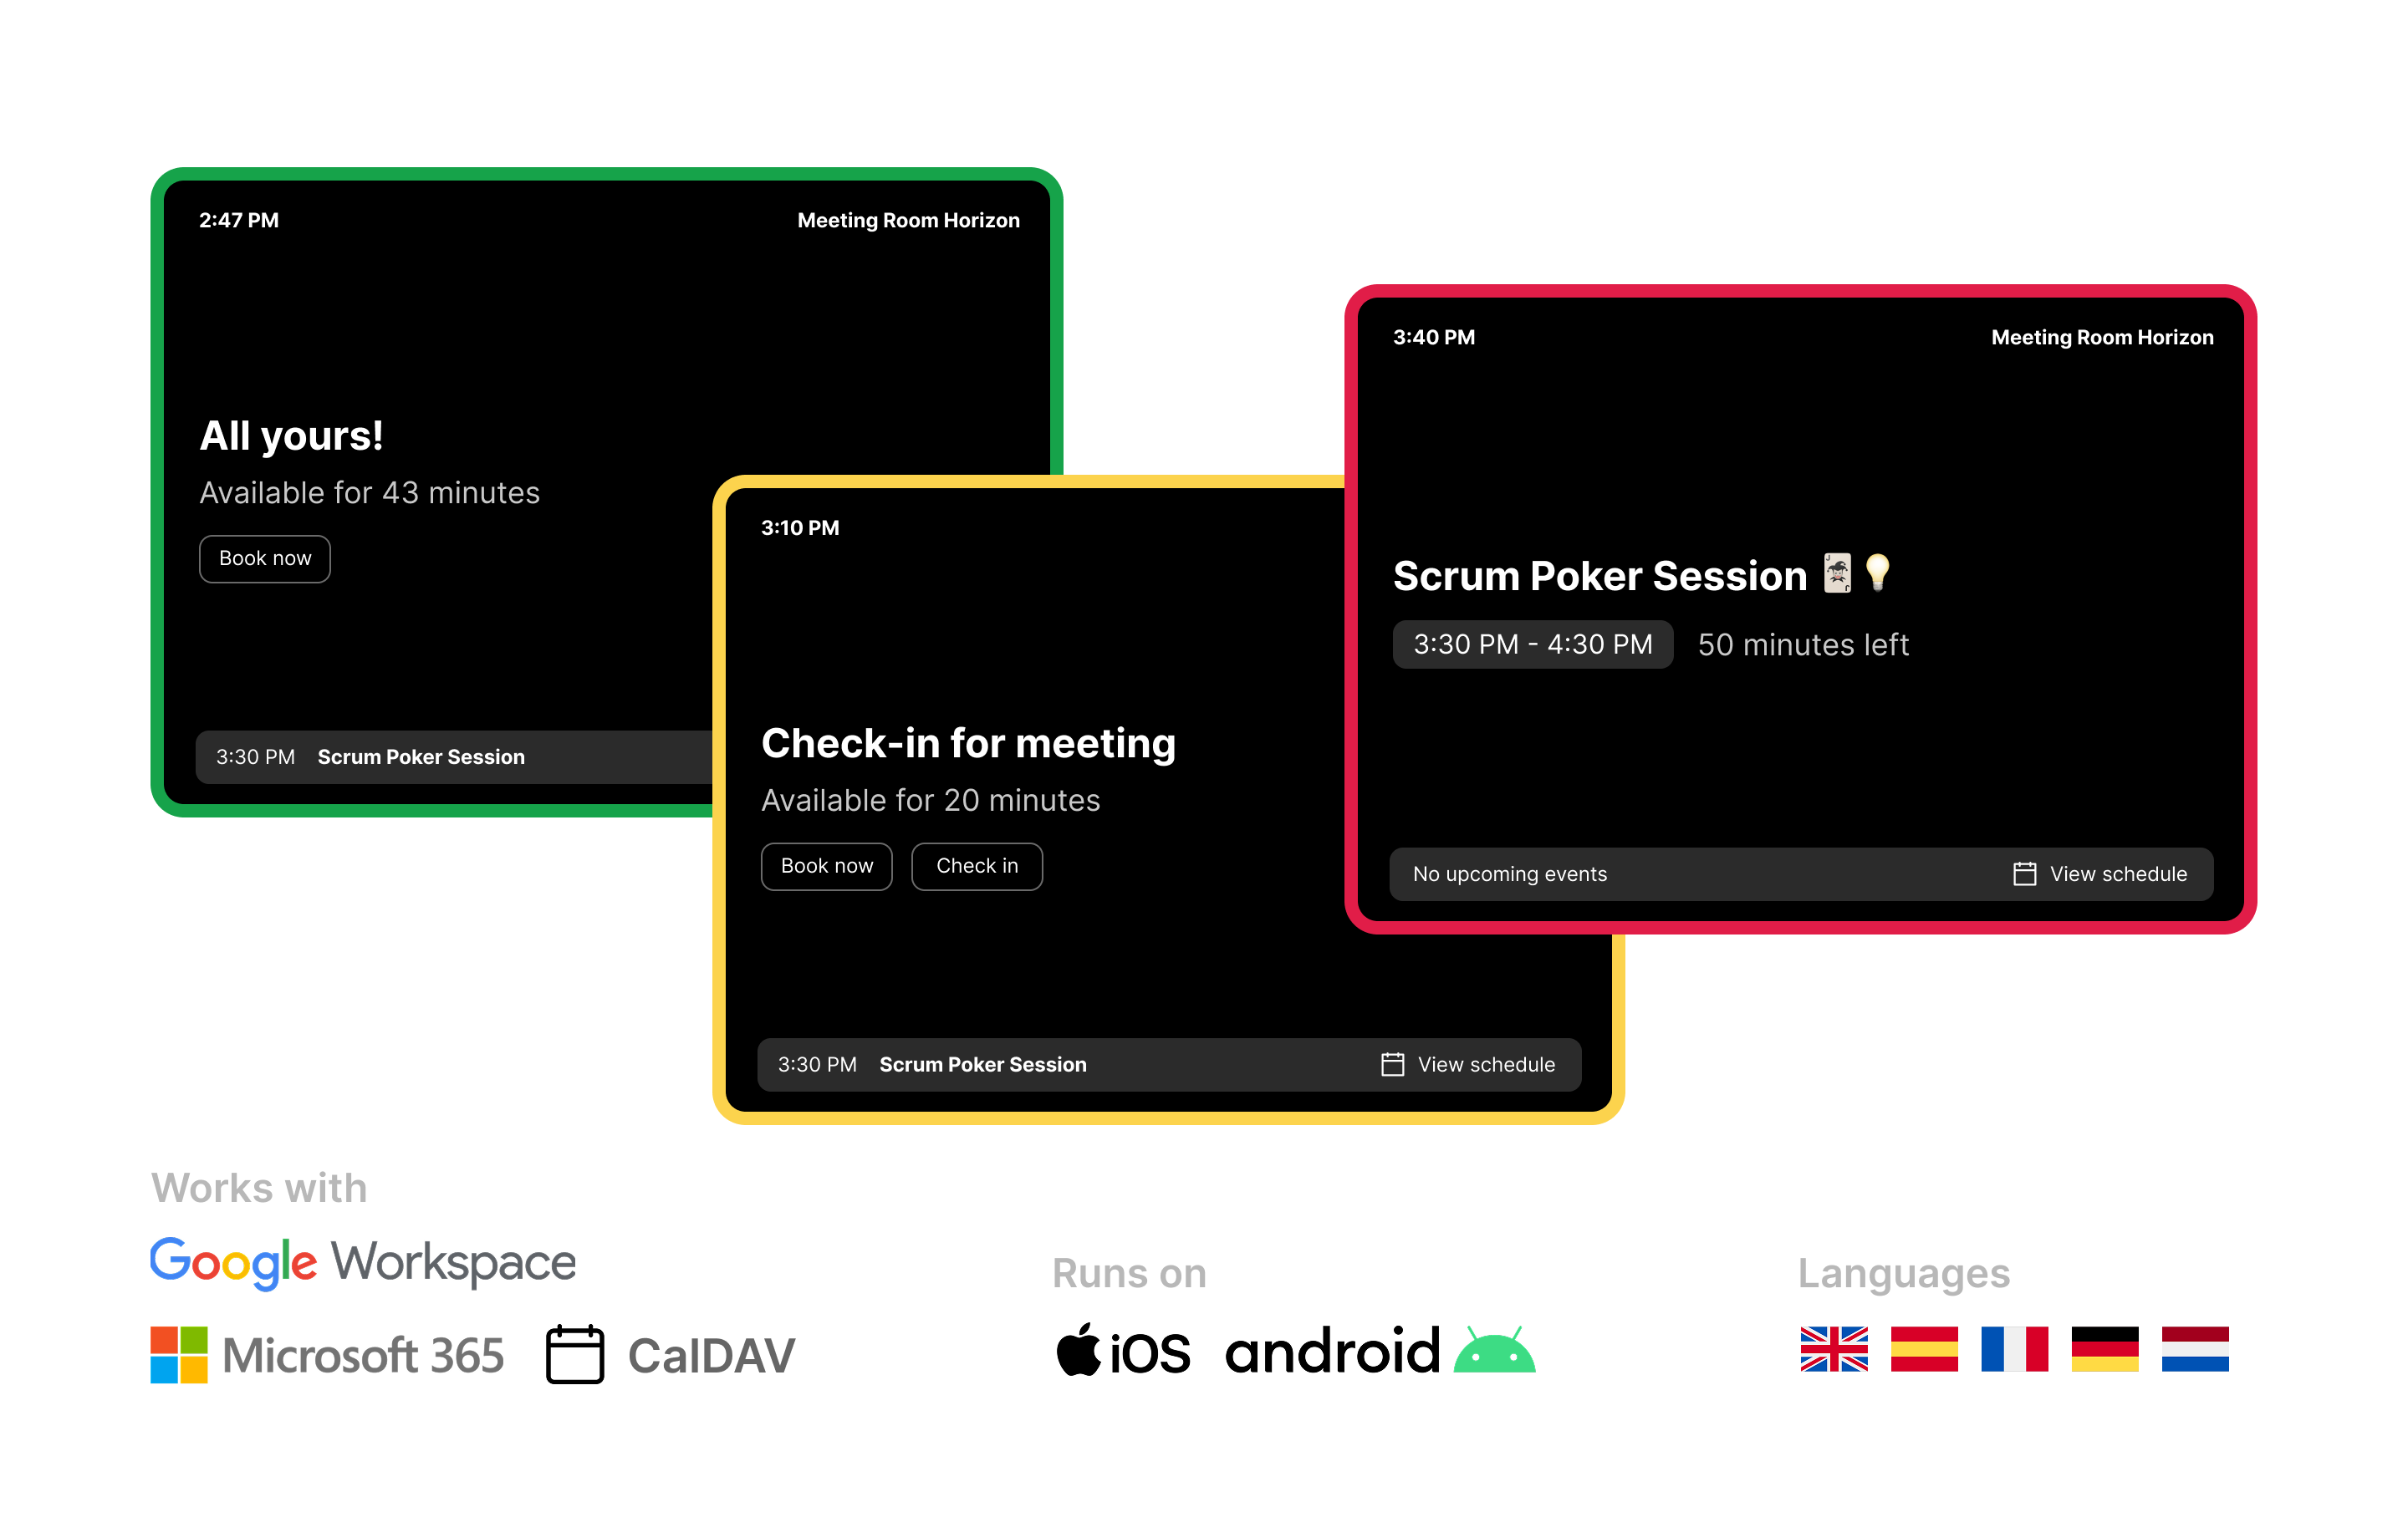 2:47 PM
Meeting Room Horizon
All yours!
Available for 43 minutes
Book now
3:30 PM Scrum Poker Session
3:10 PM
Check-in for meeting
Available for 20 minutes
Book now
Check in
3:30 PM Scrum Poker Session
View schedule
3:40 PM
Meeting Room Horizon
Scrum Poker Session 🃏💡
3:30 PM - 4:30 PM
50 minutes left
No upcoming events
View schedule
Works with
Google Workspace
Microsoft 365
CalDAV
Runs on
iOS
android
Languages